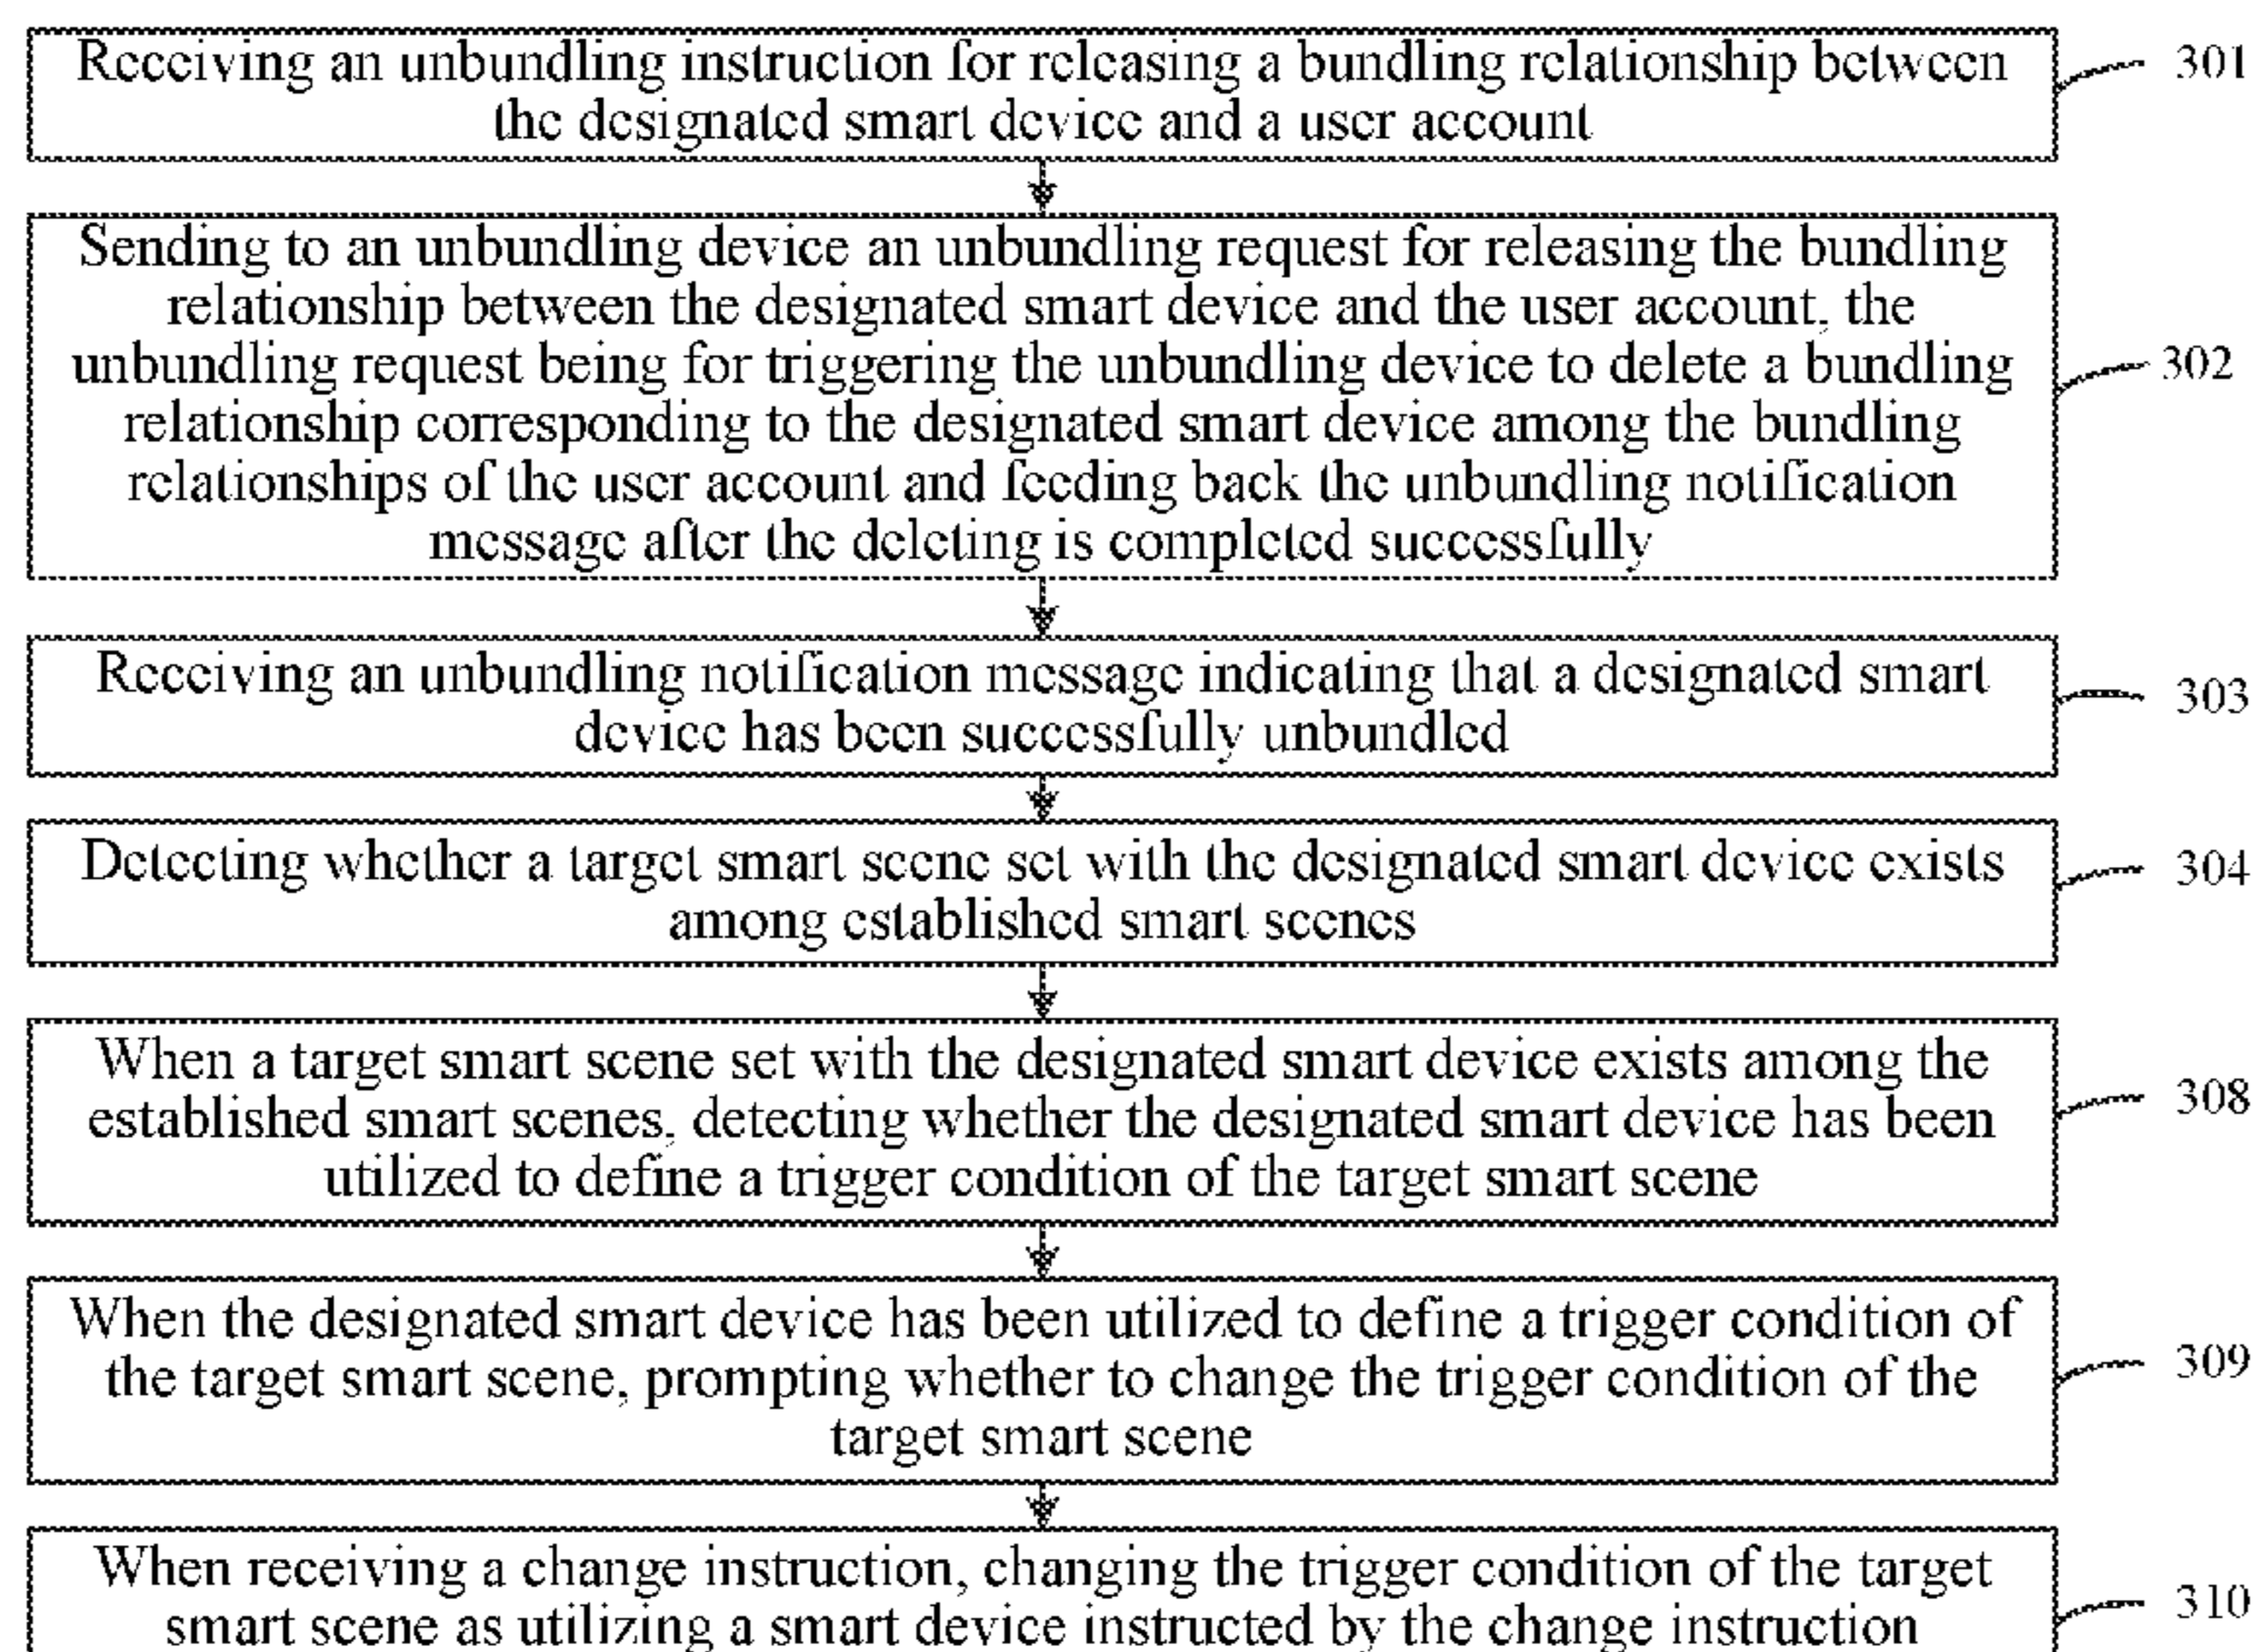 Receiving an unbundling instruction for releasing a bundling relationship between
the designated smart device and a user account
301
Sending to an unbundling device an unbundling request for releasing the bundling
relationship between the designated smart device and the user account, the
unbundling request being for triggering the unbundling device to delete a bundling
relationship corresponding to the designated smart device among the bundling
relationships of the user account and feeding back the unbundling notification
message after the deleting is completed successfully
302
Receiving an unbundling notification message indicating that a designated smart
device has been successfully unbundled
303
Detecting whether a target smart scene set with the designated smart device exists
among established smart scenes
304
When a target smart scene set with the designated smart device exists among the
established smart scenes, detecting whether the designated smart device has been
utilized to define a trigger condition of the target smart scene
308
When the designated smart device has been utilized to define a trigger condition of
the target smart scene, prompting whether to change the trigger condition of the
target smart scene
309
When receiving a change instruction, changing the trigger condition of the target
smart scene as utilizing a smart device instructed by the change instruction
310